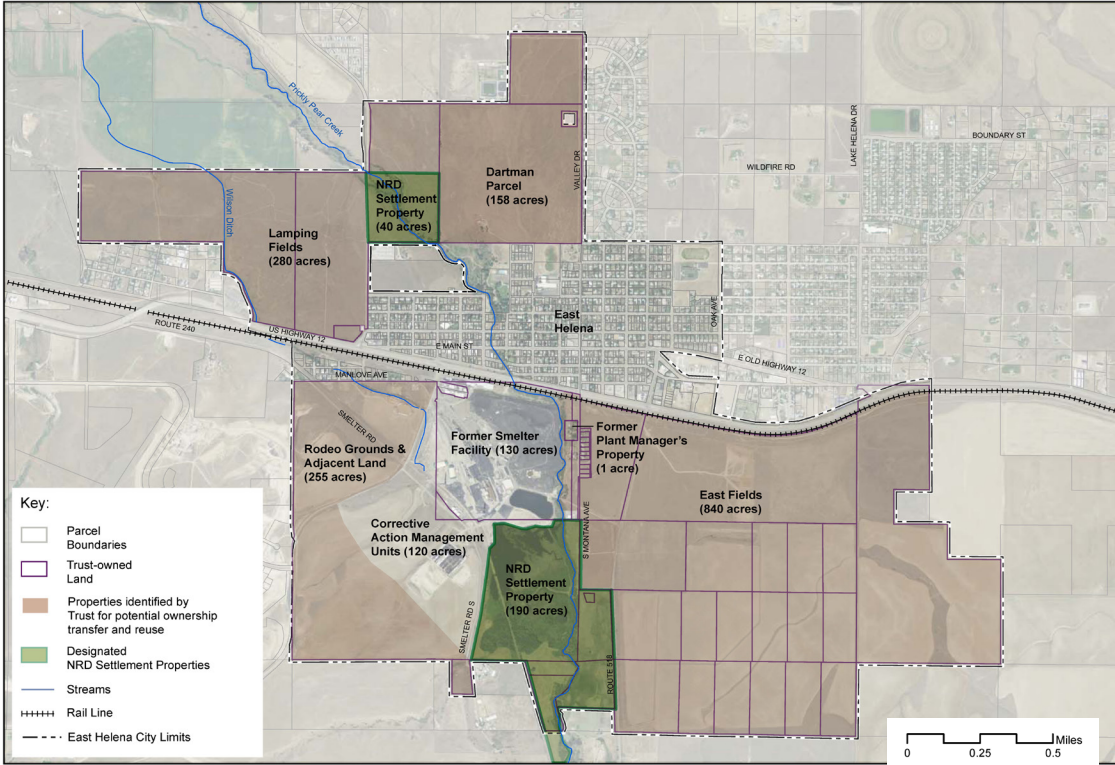 Prickly Pear Creek
BOUNDARY ST
LAKE HELENA DR
WILDFIRE RD
VALLEY DR
Dartman
Parcel
(158 acres)
NRD
Settlement
Property
(40 acres)
Wilson Ditch
Lamping
Fields
(280 acres)
East
Helena
OAK AVE
ROUTE 240
US HIGHWAY 12
E MAIN ST
E OLD HIGHWAY 12
MANLOVE AVE
SMELTER RD
Rodeo Grounds &
Adjacent Land
(255 acres)
Former Smelter
Facility (130 acres)
Former
Plant Manager's
Property
(1 acre)
East Fields
(840 acres)
Corrective
Action Management
Units (120 acres)
S MONTANA AVE
NRD
Settlement
Property
(190 acres)
SMELTER RD S
ROUTE 518
Key:
Parcel
Boundaries
Trust-owned
Land
Properties identified by
Trust for potential ownership
transfer and reuse
Designated
NRD Settlement Properties
Streams
Rail Line
East Helena City Limits
Miles
0 0.25 0.5